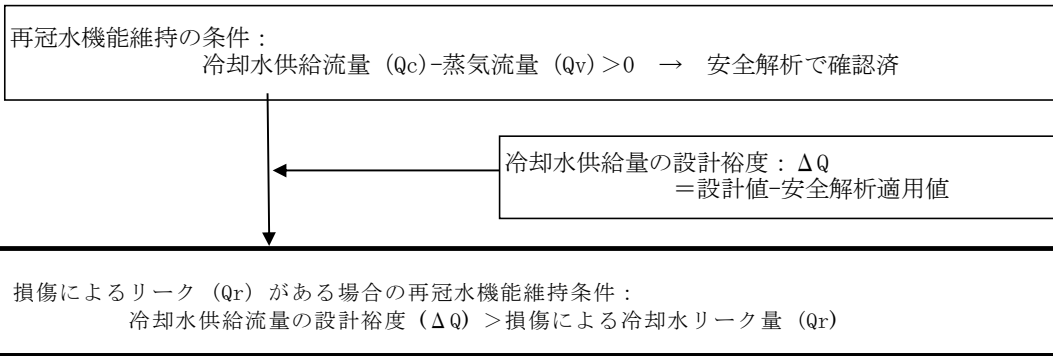 再冠水機能維持の条件：
冷却水供給流量（Qc)-蒸気流量（Qv)＞0　→　安全解析で確認済
冷却水供給量の設計裕度：ΔQ
＝設計値-安全解析適用値
損傷によるリーク（Qr）がある場合の再冠水機能維持条件：
冷却水供給流量の設計裕度（ΔQ）＞損傷による冷却水リーク量（Qr）